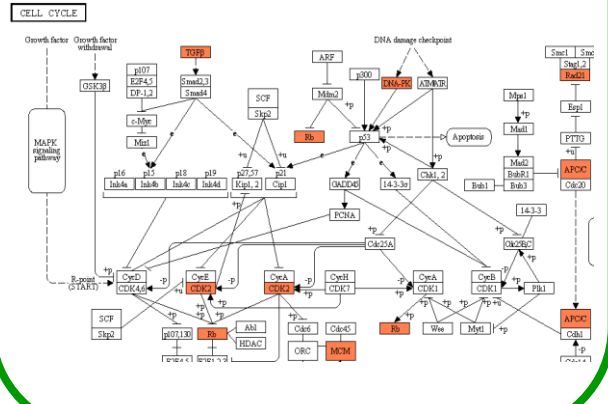 CELL CYCLE
Growth factor
Growth factor
withdrawal
TGFβ
ARF
DNA damage checkpoint
Smc1
Stag1,2
Rad21
p107
E2F4,5
DP-1,2
Smad2,3
Smad4
GSK3β
SCF
Skp2
Mdm2
p300
DNA-PK
ATM/ATR
Mps1
Espl
c-Myc
Miz1
Rb
p53
Apoptosis
Mad1
PTTG
MAPK
signaling
pathway
e
e
+u
+p
+p
+p
+u
p16
Ink4a
p15
Ink4b
p18
Ink4c
p19
Ink4d
p27,57
Kip1, 2
p21
Cip1
e
e
e
GADD45
14-3-3σ
Chk1, 2
Mad2
BubR1
Bub3
Bub1
APC/C
Cdc20
PCNA
14-3-3
+p
+p
+p
Cdc25A
R-point
(START)
CycD
CDK4,6
CycE
CDK2
CycA
CDK2
CycH
CDK7
CycA
CDK1
CycB
CDK1
Plk1
-p
-p
-p
-p
+u
+p
+p
+p
+p
SCF
Skp2
p107,130
Rb
Abl
HDAC
Cdc6
ORC
Cdc45
MCM
Rb
Wee
Myt1
APC/C
Cdh1
+p
+p
+p
-p